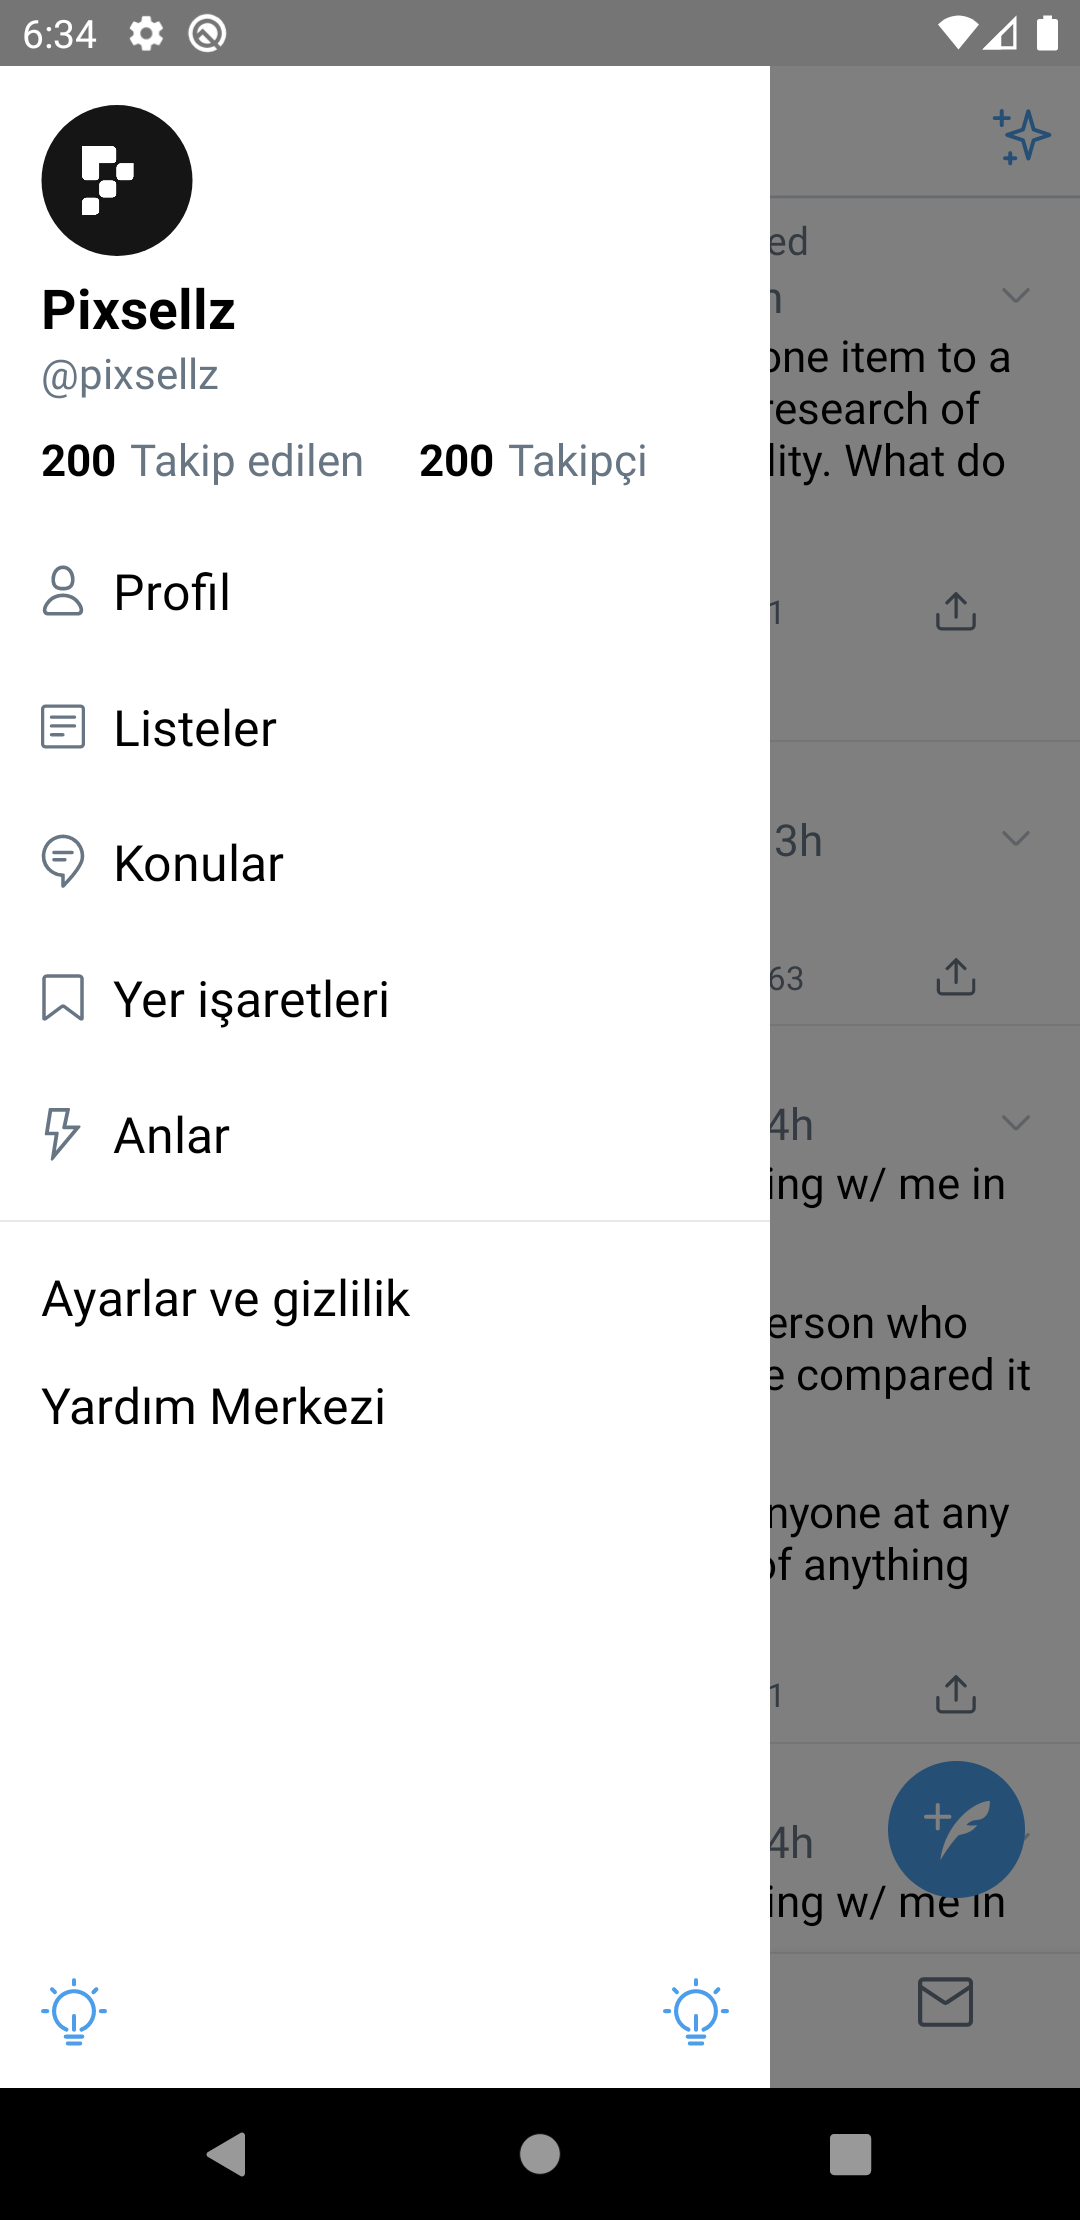 6:34
Pixsellz
@pixsellz
200 Takip edilen 200 Takipçi
Profil
Listeler
Konular
Yer işaretleri
Anlar
Ayarlar ve gizlilik
Yardım Merkezi
ed
one item to a
research of
lity. What do
1
3h
63
4h
ing w/ me in
erson who
e compared it
nyone at any
of anything
1
4h
ing w/ me in